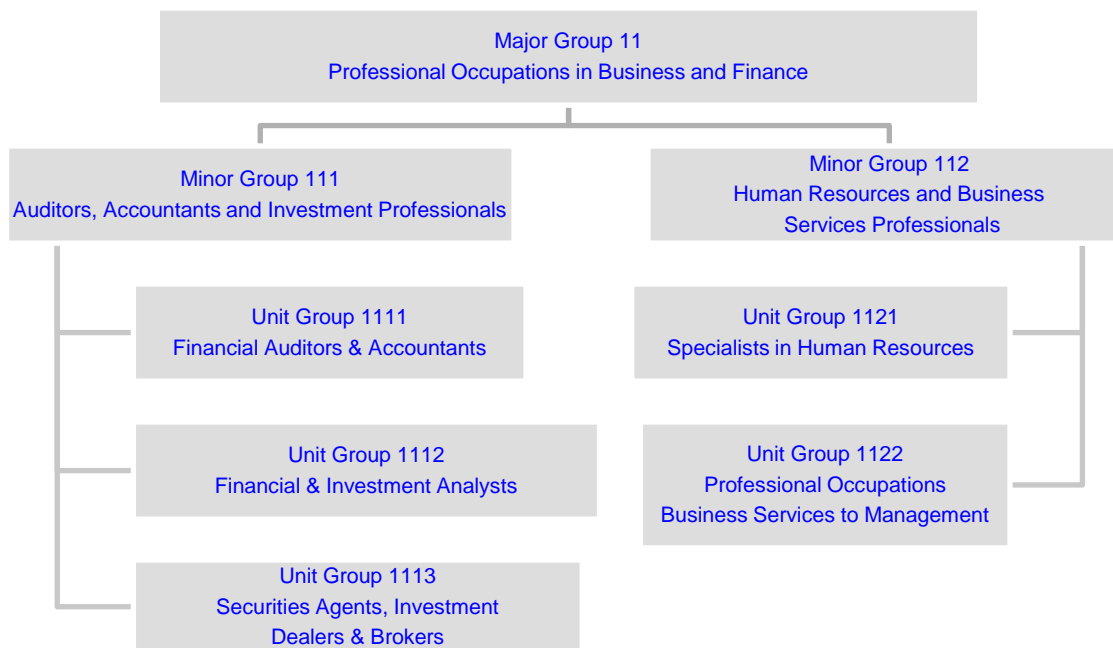 Major Group 11
Professional Occupations in Business and Finance
Minor Group 111
Auditors, Accountants and Investment Professionals
Minor Group 112
Human Resources and Business
Services Professionals
Unit Group 1111
Financial Auditors & Accountants
Unit Group 1121
Specialists in Human Resources
Unit Group 1112
Financial & Investment Analysts
Unit Group 1122
Professional Occupations
Business Services to Management
Unit Group 1113
Securities Agents, Investment
Dealers & Brokers